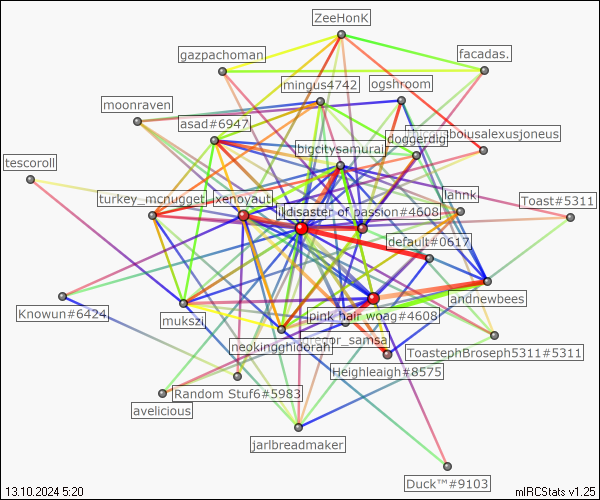 ZeeHonK
gazpachoman
facadas.
mingus4742
ogshroom
moonraven
asad#6947
doggerdig
bigcitysamurai
tescoroll
turkey_mcnugget_
xenoyaut
disaster of passion#4608
lahnk
Toast#5311
default#0617
andnewbees
Knowun#6424
mukszi
pink hair woag#4608
neokingghidorah
gregor_samsa
ToastephBroseph5311#5311
Heighleaigh#8575
Random Stuf6#5983
avelicious
jarlbreadmaker
Duck™#9103
13.10.2024 5:20
mIRCStats v1.25